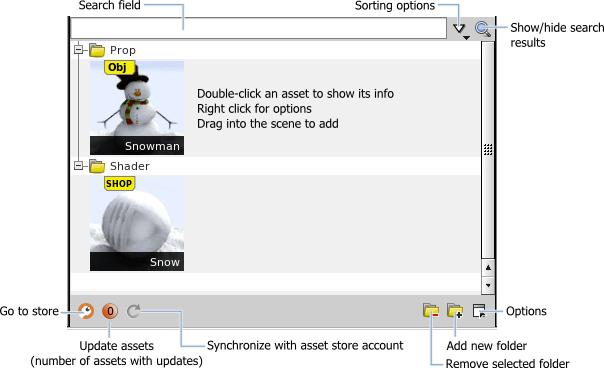 Search field
Sorting options
Show/hide search
results
Prop
Obj
Double-click an asset to show its info
Right click for options
Drag into the scene to add
Snowman
Shader
SHOP
Snow
Go to store
0
Options
Update assets
(number of assets with updates)
Synchronize with asset store account
Add new folder
Remove selected folder